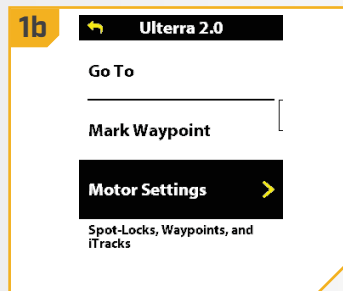 1b
Ulterra 2.0
Go To
Mark Waypoint
Motor Settings
Spot-Locks, Waypoints, and
iTracks